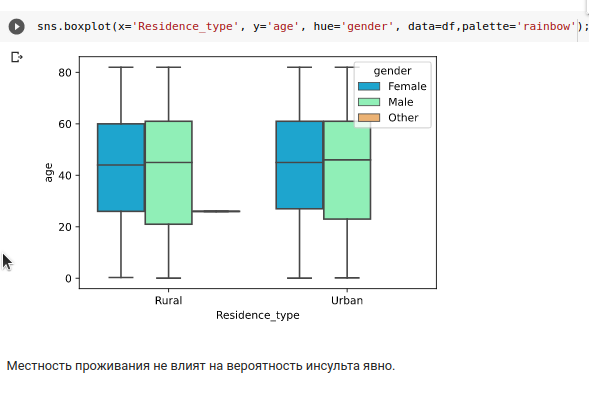 sns.boxplot(x='Residence_type', y='age', hue='gender', data=df,palette='rainbow');
gender
Female
Male
Other
80
60
40
20
0
age
Rural
Urban
Residence_type
Местность проживания не влият на вероятность инсульта явно.